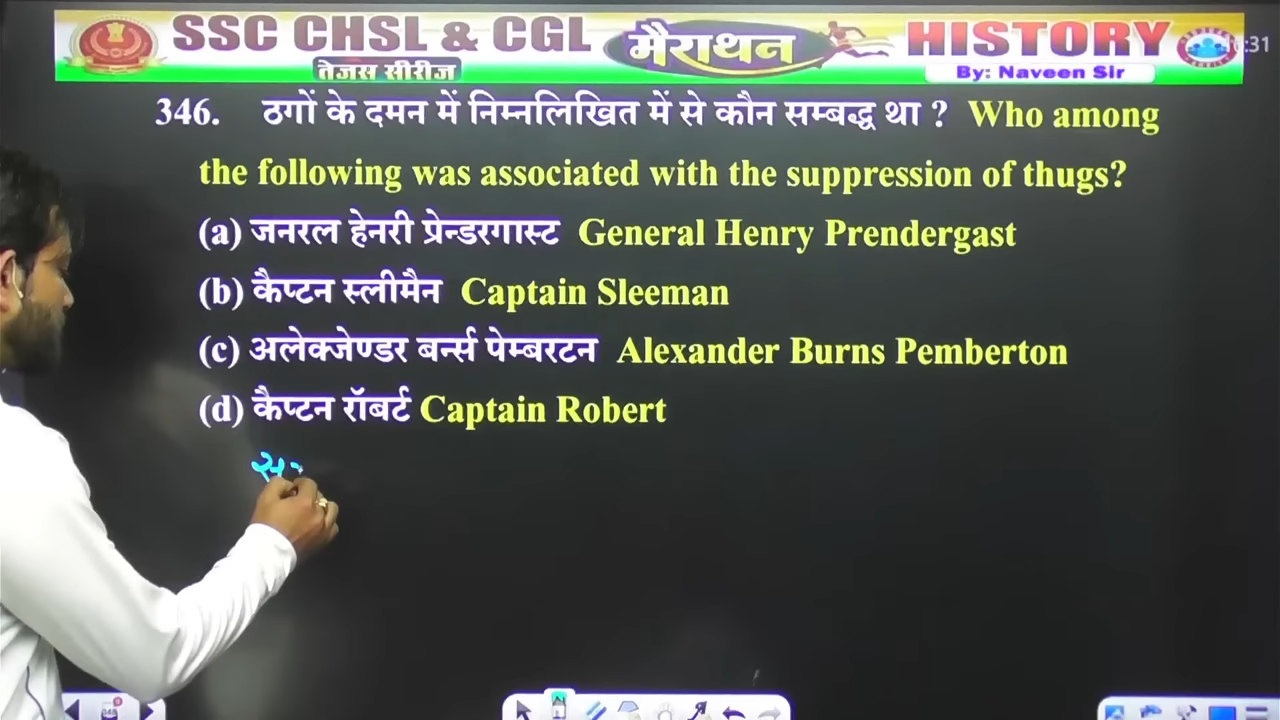 SSC CHSL & CGL मैराथन HISTORY
तेजस सीरीज By: Naveen Sir
346. ठगों के दमन में निम्नलिखित में से कौन सम्बद्ध था ? Who among
the following was associated with the suppression of thugs?
(a) जनरल हेनरी प्रेन्डरगास्ट General Henry Prendergast
(b) कैप्टन स्लीमैन Captain Sleeman
(c) अलेक्जेण्डर बर्न्स पेम्बरटन Alexander Burns Pemberton
(d) कैप्टन रॉबर्ट Captain Robert